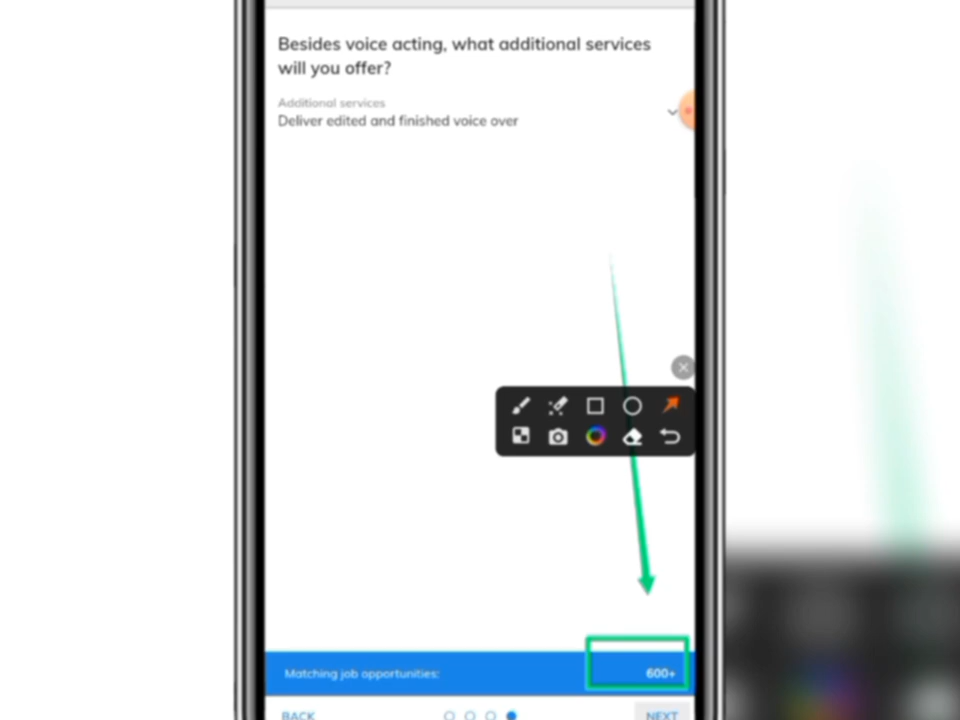 Besides voice acting, what additional services
will you offer?
Additional services
Deliver edited and finished voice over
Matching job opportunities:
600+
BACK
NEXT